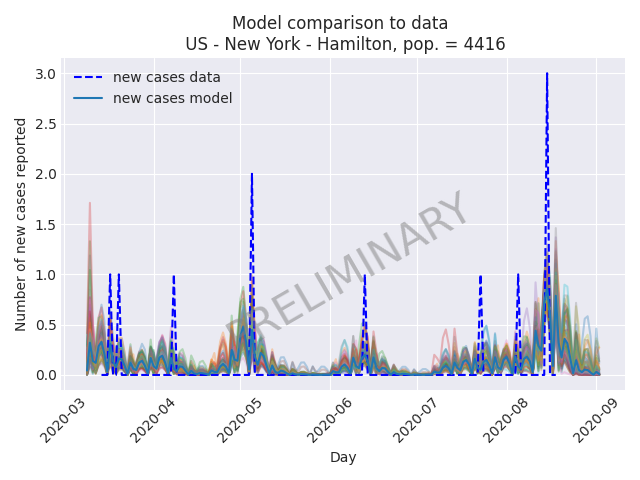 Model comparison to data
US - New York - Hamilton, pop. = 4416
3.0
2.5
2.0
1.5
1.0
0.5
0.0
Number of new cases reported
new cases data
new cases model
PRELIMINARY
2020-03
2020-04
2020-05
2020-06
2020-07
2020-08
2020-09
Day